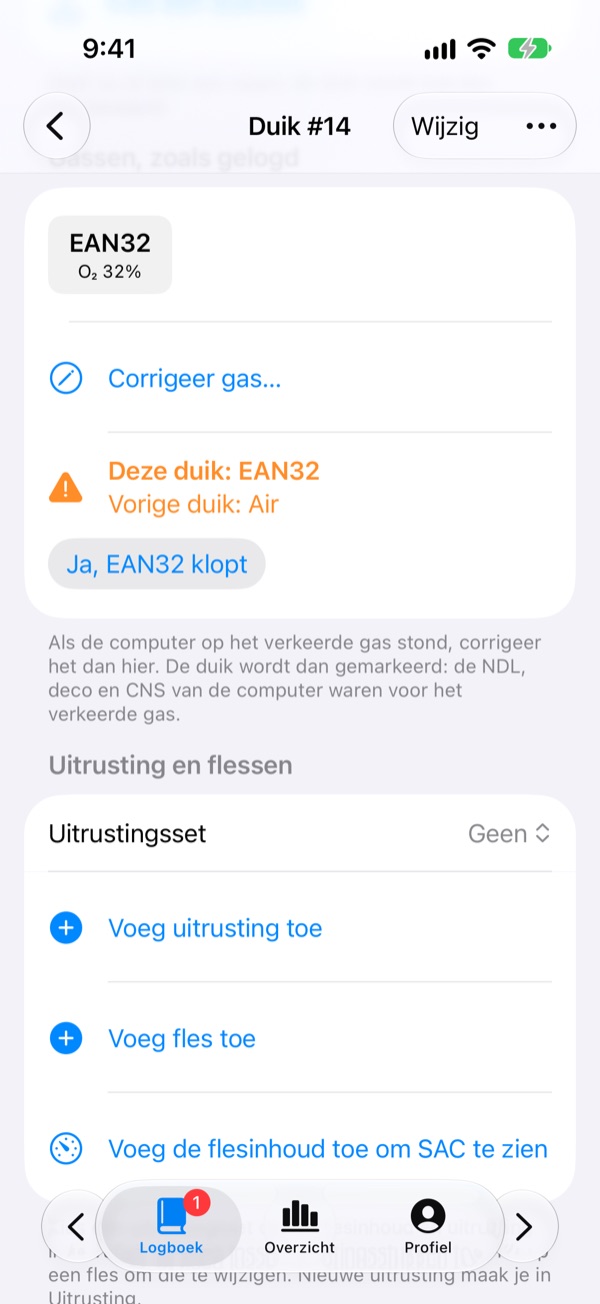 9:41
Duik #14
Wijzig
Gassen, zoals gelogd
EAN32
O₂ 32%
Corrigeer gas...
Deze duik: EAN32
Vorige duik: Air
Ja, EAN32 klopt
Als de computer op het verkeerde gas stond, corrigeer
het dan hier. De duik wordt dan gemarkeerd: de NDL,
deco en CNS van de computer waren voor het
verkeerde gas.
Uitrusting en flessen
Uitrustingsset
Geen
Voeg uitrusting toe
Voeg fles toe
Voeg de flesinhoud toe om SAC te zien
1
Logboek
Overzicht
Profiel
een fles om die te wijzigen. Nieuwe uitrusting maak je in
Uitrusting.